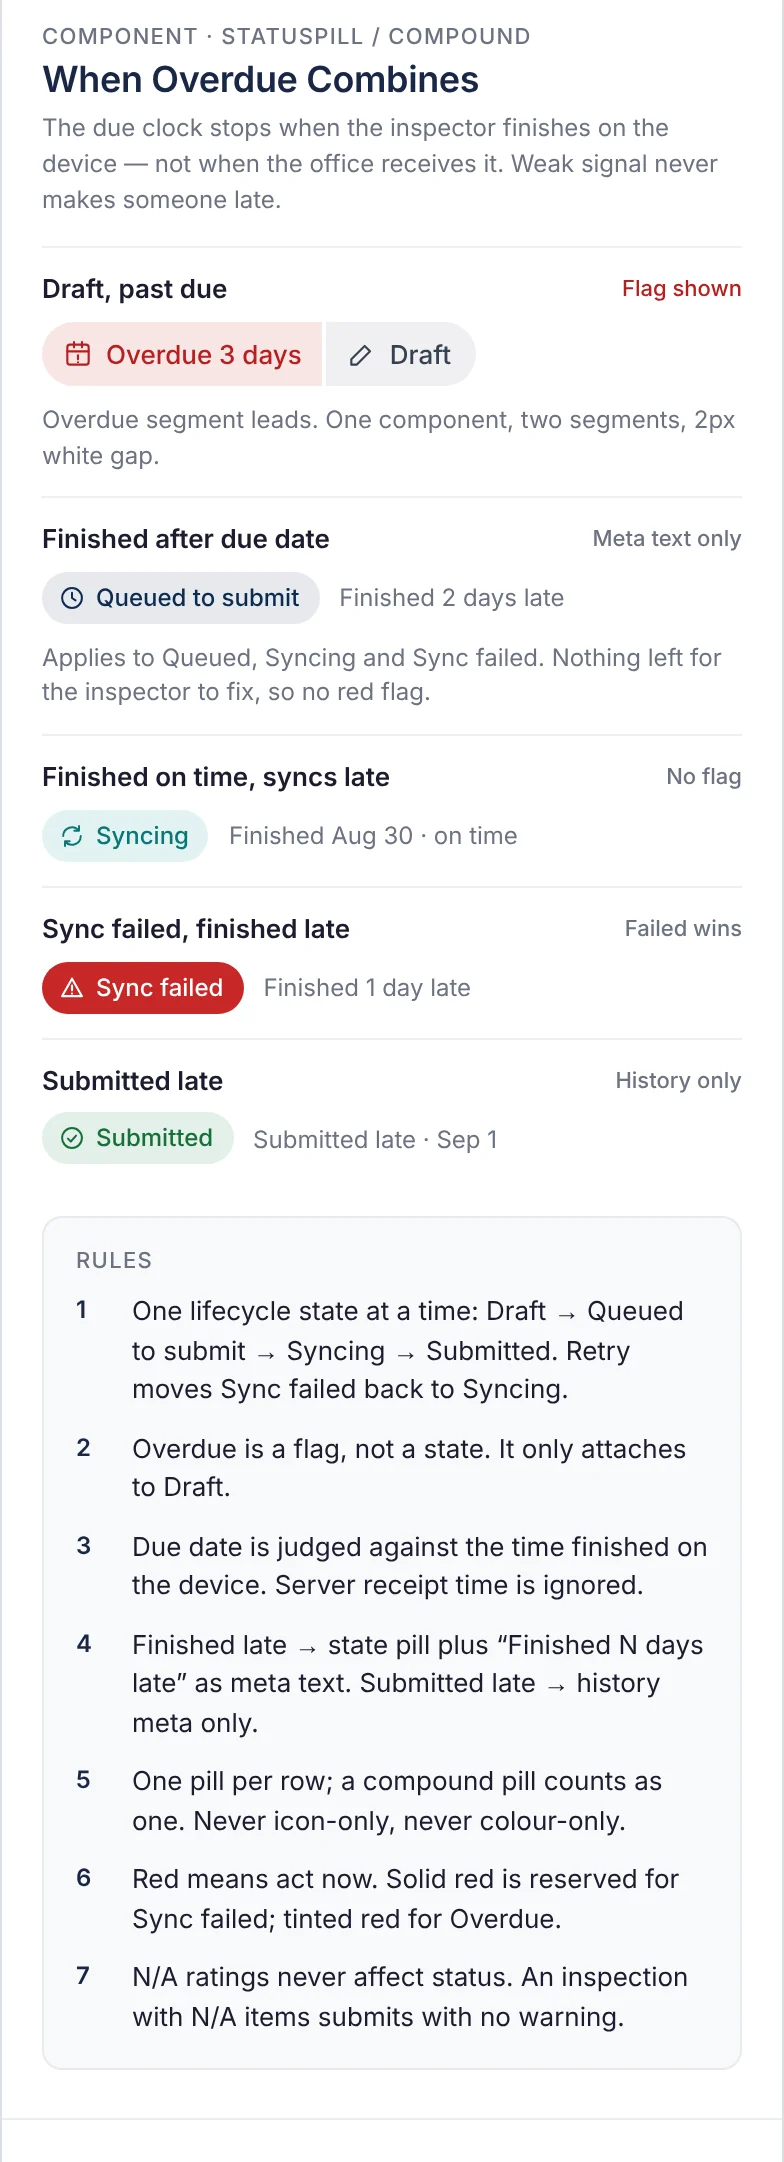 COMPONENT · STATUSPILL / COMPOUND
When Overdue Combines
The due clock stops when the inspector finishes on the
device — not when the office receives it. Weak signal never
makes someone late.
Draft, past due
Flag shown
Overdue 3 days
Draft
Overdue segment leads. One component, two segments, 2px
white gap.
Finished after due date
Meta text only
Queued to submit
Finished 2 days late
Applies to Queued, Syncing and Sync failed. Nothing left for
the inspector to fix, so no red flag.
Finished on time, syncs late
No flag
Syncing
Finished Aug 30 · on time
Sync failed, finished late
Failed wins
Sync failed
Finished 1 day late
Submitted late
History only
Submitted
Submitted late · Sep 1
RULES
1 One lifecycle state at a time: Draft → Queued
to submit → Syncing → Submitted. Retry
moves Sync failed back to Syncing.
2 Overdue is a flag, not a state. It only attaches
to Draft.
3 Due date is judged against the time finished on
the device. Server receipt time is ignored.
4 Finished late → state pill plus “Finished N days
late” as meta text. Submitted late → history
meta only.
5 One pill per row; a compound pill counts as
one. Never icon-only, never colour-only.
6 Red means act now. Solid red is reserved for
Sync failed; tinted red for Overdue.
7 N/A ratings never affect status. An inspection
with N/A items submits with no warning.